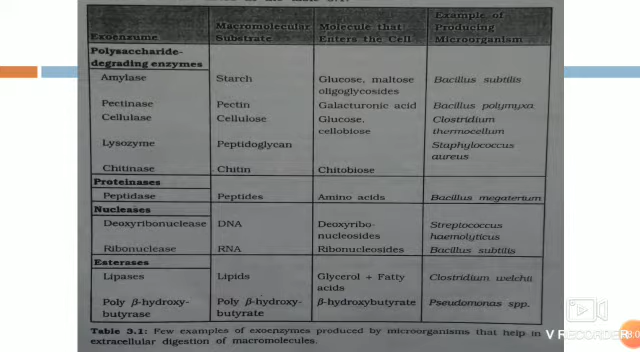 Exoenzyme Macromolecular Substrate Molecule that Enters the Cell Example of Producing Microorganism
Polysaccharide-
degrading enzymes
Amylase Starch Glucose, maltose oligoglycosides Bacillus subtilis
Pectinase Pectin Galacturonic acid Bacillus polymyxa
Cellulase Cellulose Glucose, cellobiose Clostridium thermocellum
Lysozyme Peptidoglycan Staphylococcus aureus
Chitinase Chitin Chitobiose
Proteinases
Peptidase Peptides Amino acids Bacillus megaterium
Nucleases
Deoxyribonuclease DNA Deoxyribo-nucleosides Streptococcus haemolyticus
Ribonuclease RNA Ribonucleosides Bacillus subtilis
Esterases
Lipases Lipids Glycerol + Fatty acids Clostridium welchii
Poly β-hydroxy-butyrase Poly β-hydroxy-butyrate β-hydroxybutyrate Pseudomonas spp.
Table 3.1: Few examples of exoenzymes produced by microorganisms that help in
extracellular digestion of macromolecules.
V RECORDER